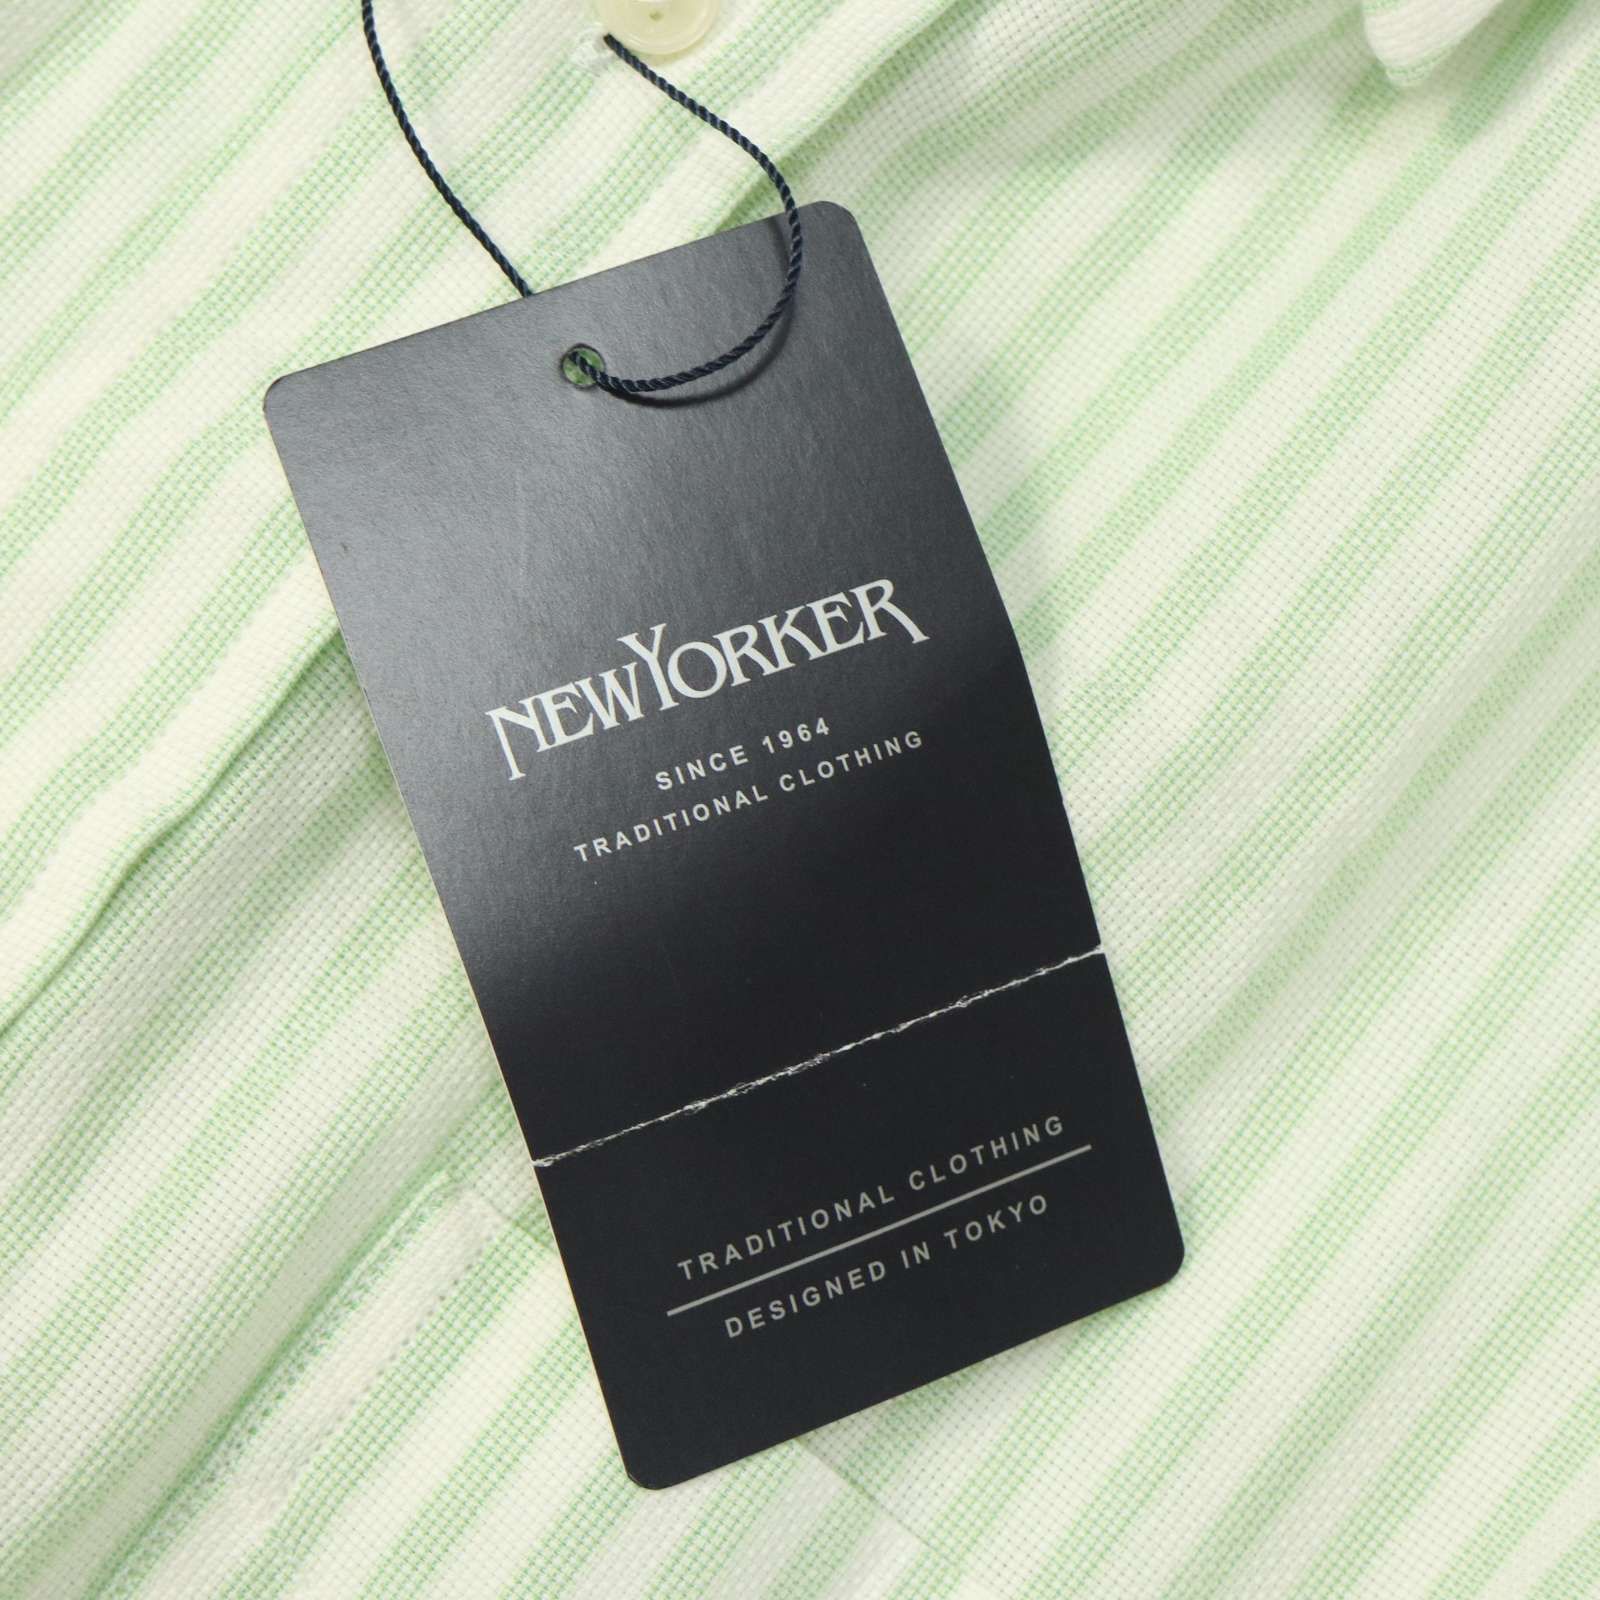 NEWYORKER
SINCE 1964
TRADITIONAL CLOTHING
TRADITIONAL CLOTHING
DESIGNED IN TOKYO